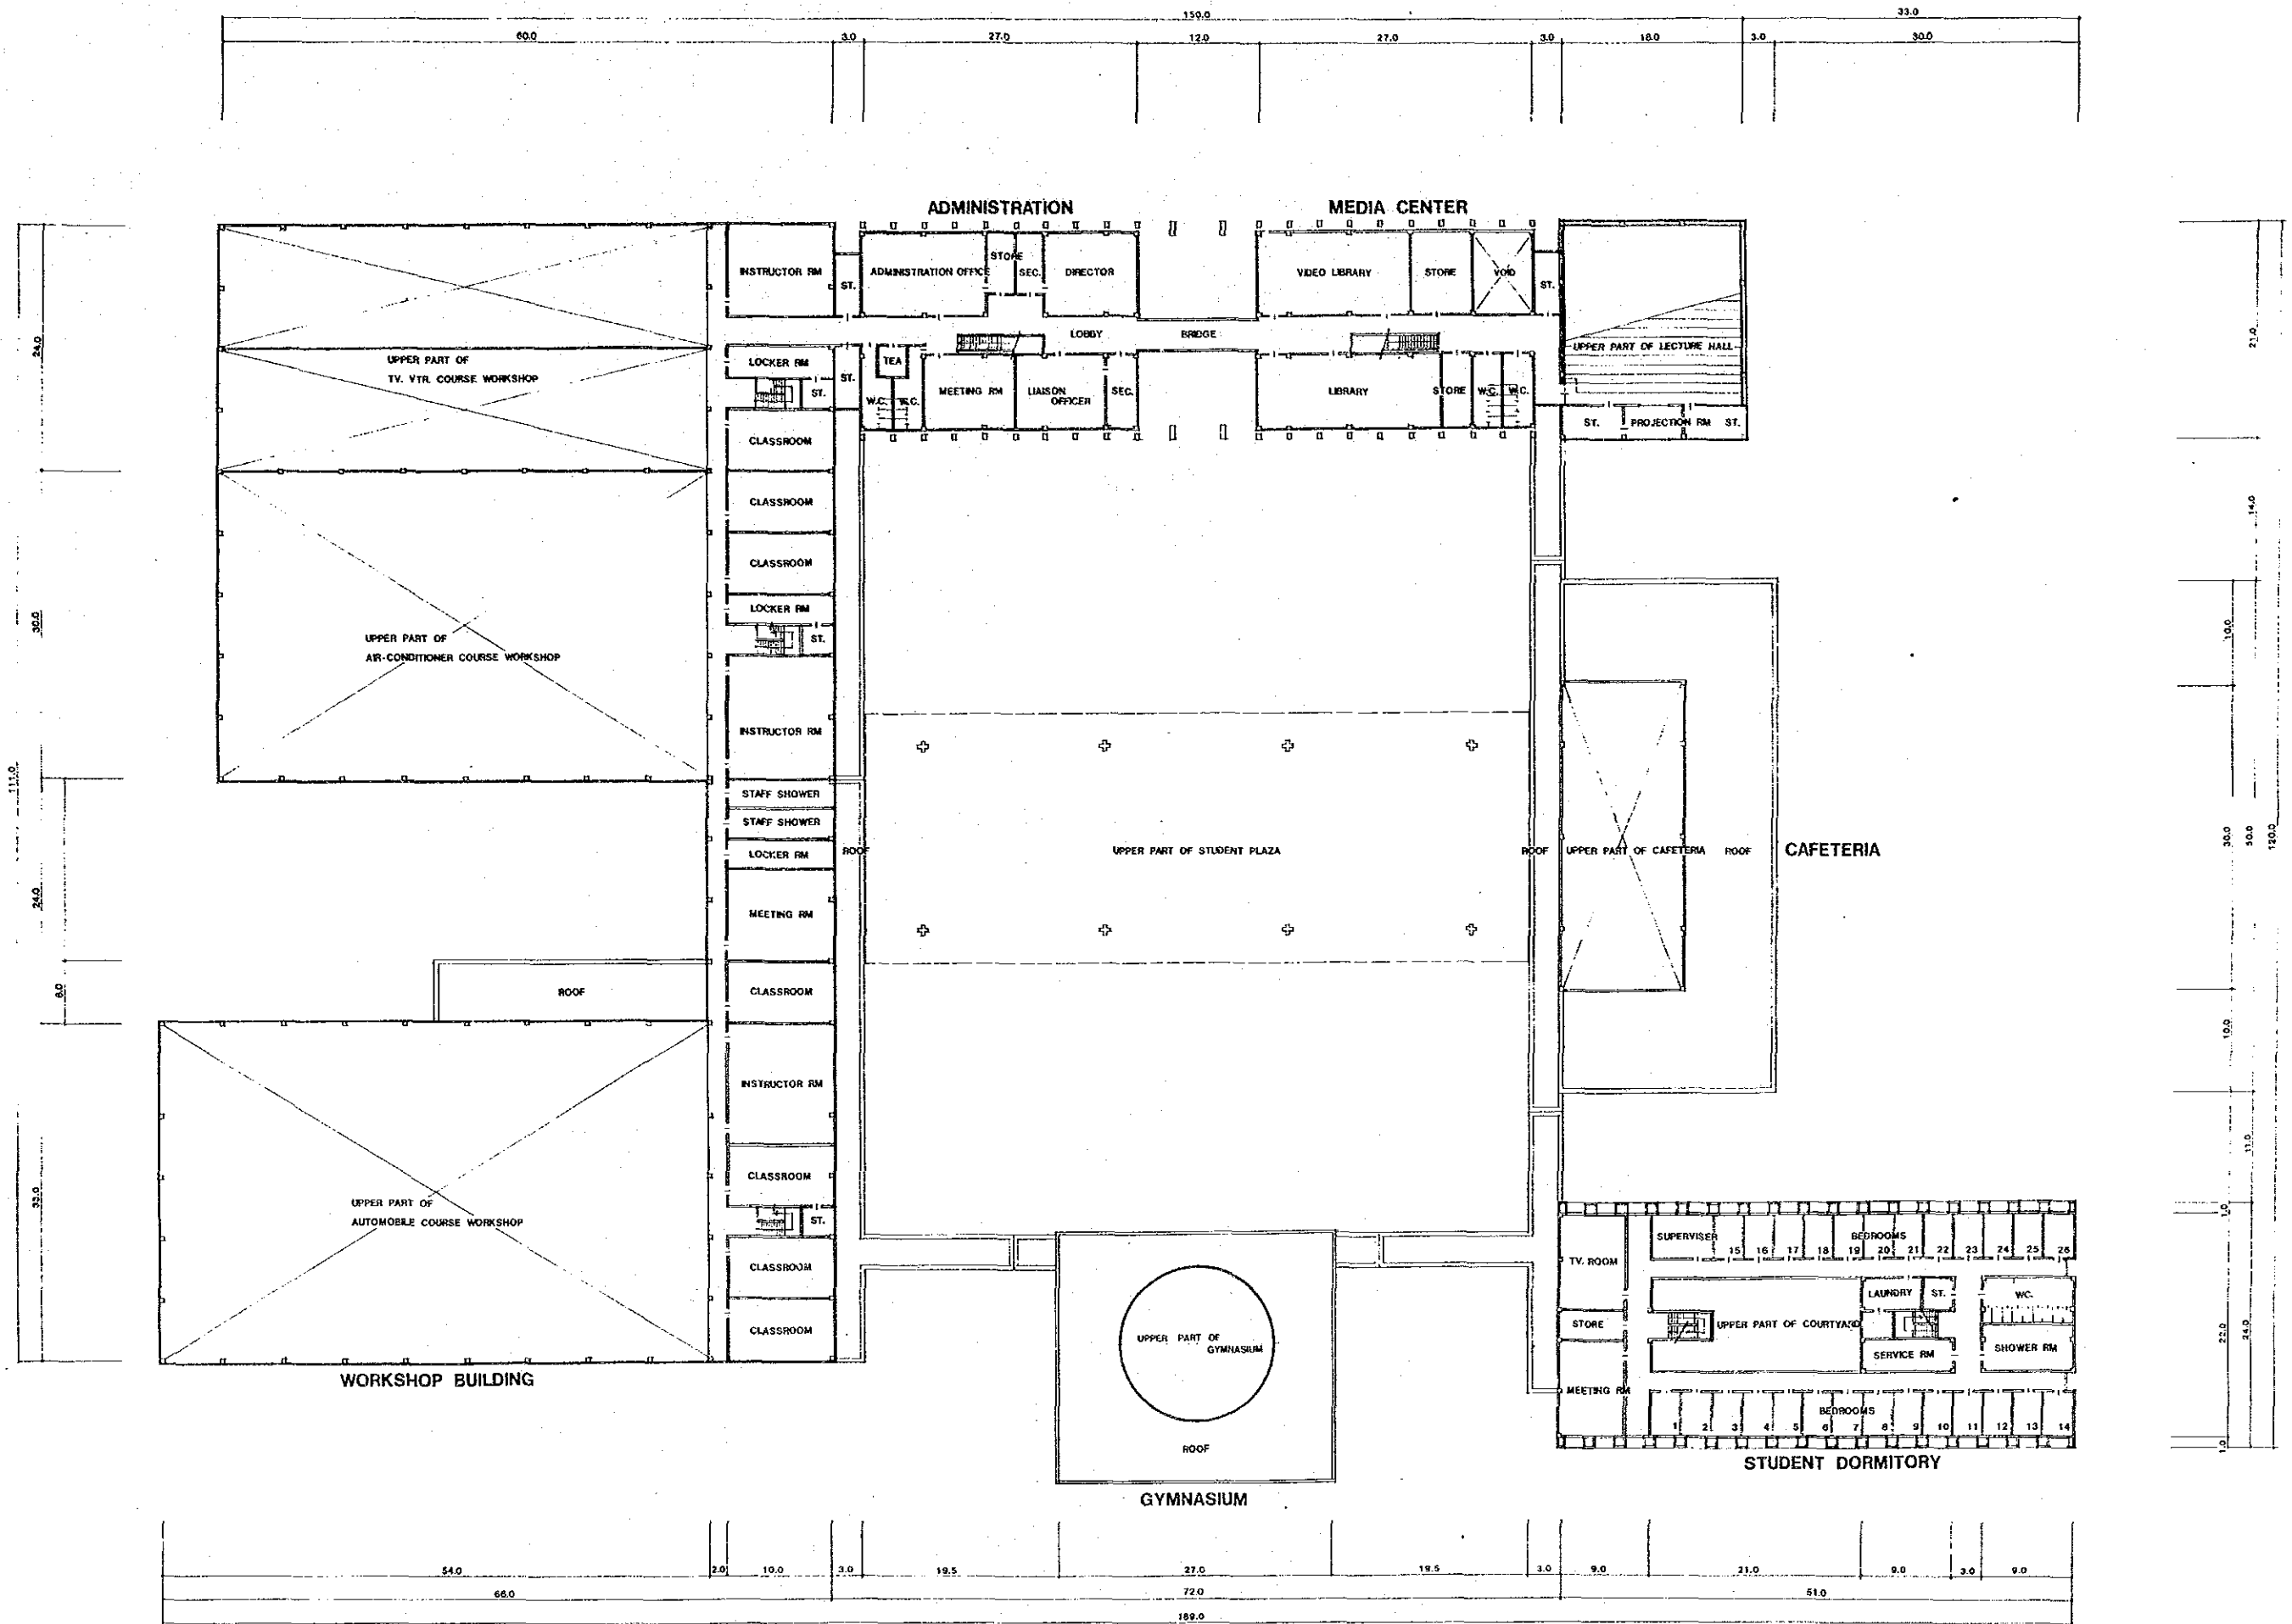 150.0 33.0
60.0 3.0 27.0 12.0 27.0 3.0 18.0 3.0 30.0
ADMINISTRATION MEDIA CENTER
INSTRUCTOR RM ST. ADMINISTRATION OFFICE STORE SEC. DIRECTOR VIDEO LIBRARY STORE VOID ST.
LOBBY BRIDGE
UPPER PART OF LECTURE HALL
UPPER PART OF
TV. VTR. COURSE WORKSHOP
LOCKER RM ST. ST. TEA
W.C. W.C. MEETING RM LIAISON
OFFICER SEC. LIBRARY STORE W.C. W.C.
ST. PROJECTION RM ST.
CLASSROOM
CLASSROOM
CLASSROOM
LOCKER RM
ST.
UPPER PART OF
AIR-CONDITIONER COURSE WORKSHOP
INSTRUCTOR RM
STAFF SHOWER
STAFF SHOWER
LOCKER RM ROOF UPPER PART OF STUDENT PLAZA ROOF UPPER PART OF CAFETERIA ROOF CAFETERIA
MEETING RM
ROOF CLASSROOM
INSTRUCTOR RM
CLASSROOM
UPPER PART OF
AUTOMOBILE COURSE WORKSHOP
ST.
CLASSROOM
CLASSROOM
WORKSHOP BUILDING
UPPER PART OF
GYMNASIUM
ROOF
GYMNASIUM
SUPERVISER BEDROOMS
15 16 17 18 19 20 21 22 23 24 25 26
TV. ROOM
LAUNDRY ST. WC.
STORE UPPER PART OF COURTYARD
SERVICE RM SHOWER RM
MEETING RM
BEDROOMS
1 2 3 4 5 6 7 8 9 10 11 12 13 14
STUDENT DORMITORY
24.0
30.0
111.0
24.0
6.0
33.0
21.0
14.0
10.0
30.0 50.0 120.0
10.0
11.0
1.0
22.0 24.0
1.0
54.0 2.0 10.0 3.0 19.5 27.0 19.5 3.0 9.0 21.0 9.0 3.0 9.0
66.0 72.0 51.0
189.0